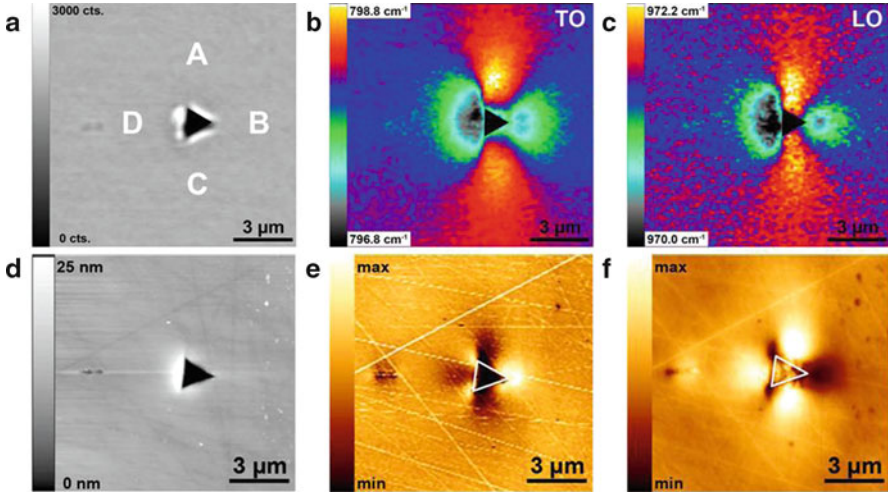 a
3000 cts.
A
D
B
C
0 cts.
3 µm
b
798.8 cm⁻¹
TO
796.8 cm⁻¹
3 µm
c
972.2 cm⁻¹
LO
970.0 cm⁻¹
3 µm
d
25 nm
0 nm
3 µm
e
max
min
3 µm
f
max
min
3 µm